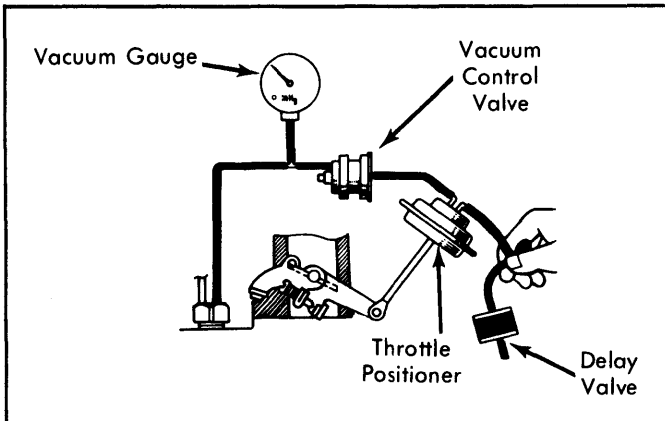 Vacuum Gauge
Vacuum
Control
Valve
Throttle
Positioner
Delay
Valve